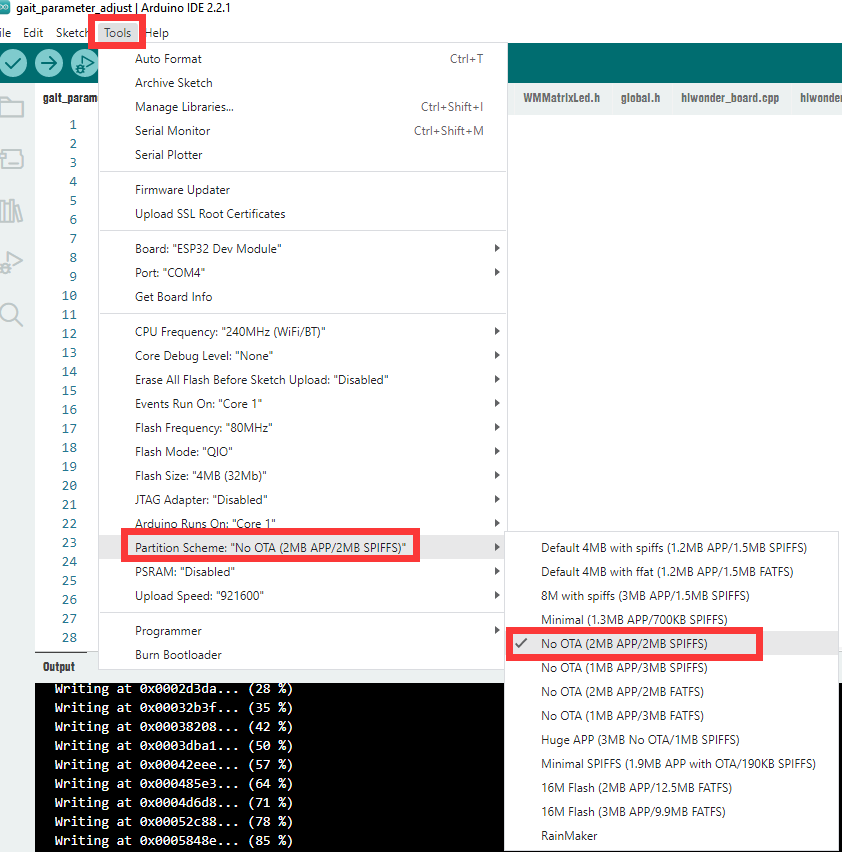 gait_parameter_adjust | Arduino IDE 2.2.1
Edit Sketch Tools Help
gait_param
WMMatrixLed.h global.h hiwonder_board.cpp hiwonder
Auto Format Ctrl+T
Archive Sketch
Manage Libraries... Ctrl+Shift+I
Serial Monitor Ctrl+Shift+M
Serial Plotter
Firmware Updater
Upload SSL Root Certificates
Board: "ESP32 Dev Module"
Port: "COM4"
Get Board Info
CPU Frequency: "240MHz (WiFi/BT)"
Core Debug Level: "None"
Erase All Flash Before Sketch Upload: "Disabled"
Events Run On: "Core 1"
Flash Frequency: "80MHz"
Flash Mode: "QIO"
Flash Size: "4MB (32Mb)"
JTAG Adapter: "Disabled"
Arduino Runs On: "Core 1"
Partition Scheme: "No OTA (2MB APP/2MB SPIFFS)"
PSRAM: "Disabled"
Upload Speed: "921600"
Programmer
Burn Bootloader
Default 4MB with spiffs (1.2MB APP/1.5MB SPIFFS)
Default 4MB with ffat (1.2MB APP/1.5MB FATFS)
8M with spiffs (3MB APP/1.5MB SPIFFS)
Minimal (1.3MB APP/700KB SPIFFS)
No OTA (2MB APP/2MB SPIFFS)
No OTA (1MB APP/3MB SPIFFS)
No OTA (2MB APP/2MB FATFS)
No OTA (1MB APP/3MB FATFS)
Huge APP (3MB No OTA/1MB SPIFFS)
Minimal SPIFFS (1.9MB APP with OTA/190KB SPIFFS)
16M Flash (2MB APP/12.5MB FATFS)
16M Flash (3MB APP/9.9MB FATFS)
RainMaker
1
2
3
4
5
6
7
8
9
10
11
12
13
14
15
16
17
18
19
20
21
22
23
24
25
26
27
28
Output
Writing at 0x0002d3da... (28 %)
Writing at 0x00032b3f... (35 %)
Writing at 0x00038208... (42 %)
Writing at 0x0003dba1... (50 %)
Writing at 0x00042eee... (57 %)
Writing at 0x000485e3... (64 %)
Writing at 0x0004d6d8... (71 %)
Writing at 0x00052c88... (78 %)
Writing at 0x0005848e... (85 %)